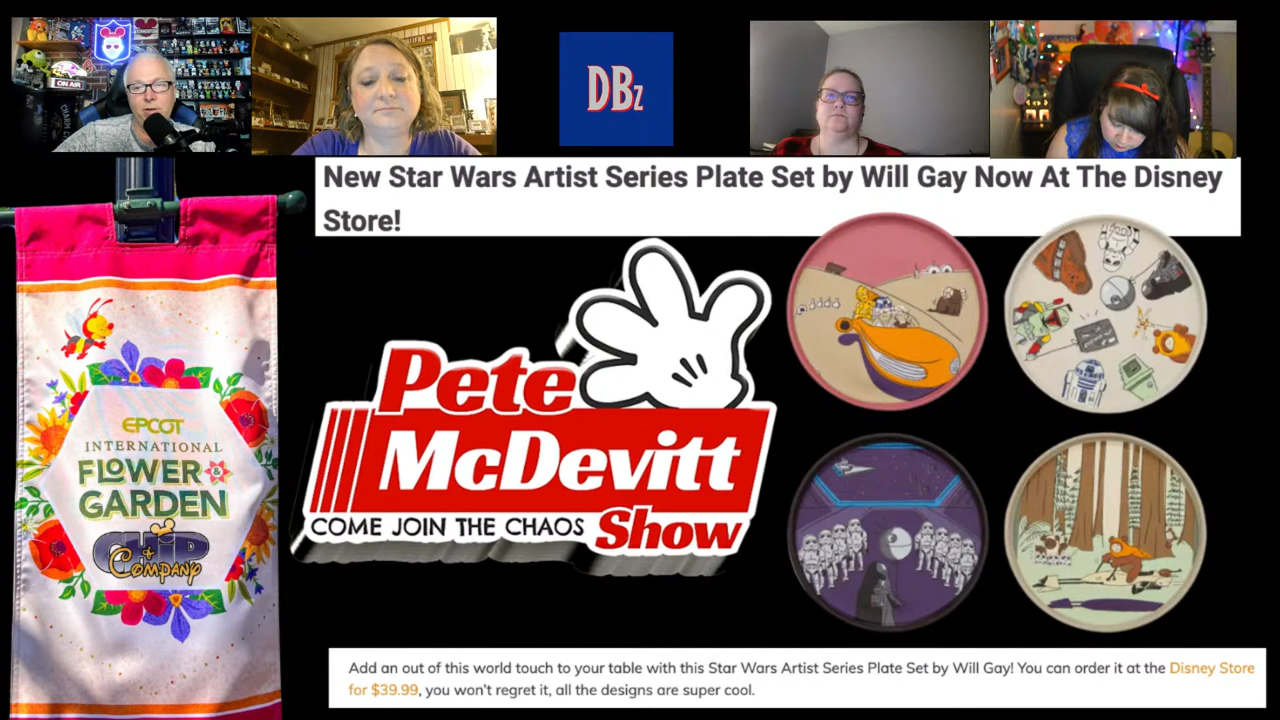 ON AIR
DBz
New Star Wars Artist Series Plate Set by Will Gay Now At The Disney
Store!
EPCOT
INTERNATIONAL
FLOWER &
GARDEN
CHIP
& Company
Pete
McDevitt
COME JOIN THE CHAOS Show
Add an out of this world touch to your table with this Star Wars Artist Series Plate Set by Will Gay! You can order it at the Disney Store
for $39.99, you won't regret it, all the designs are super cool.